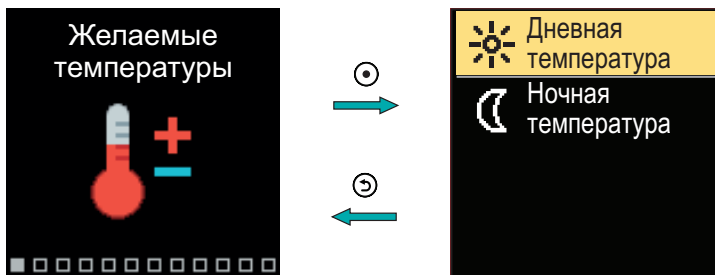 Желаемые
температуры
Дневная
температура
Ночная
температура